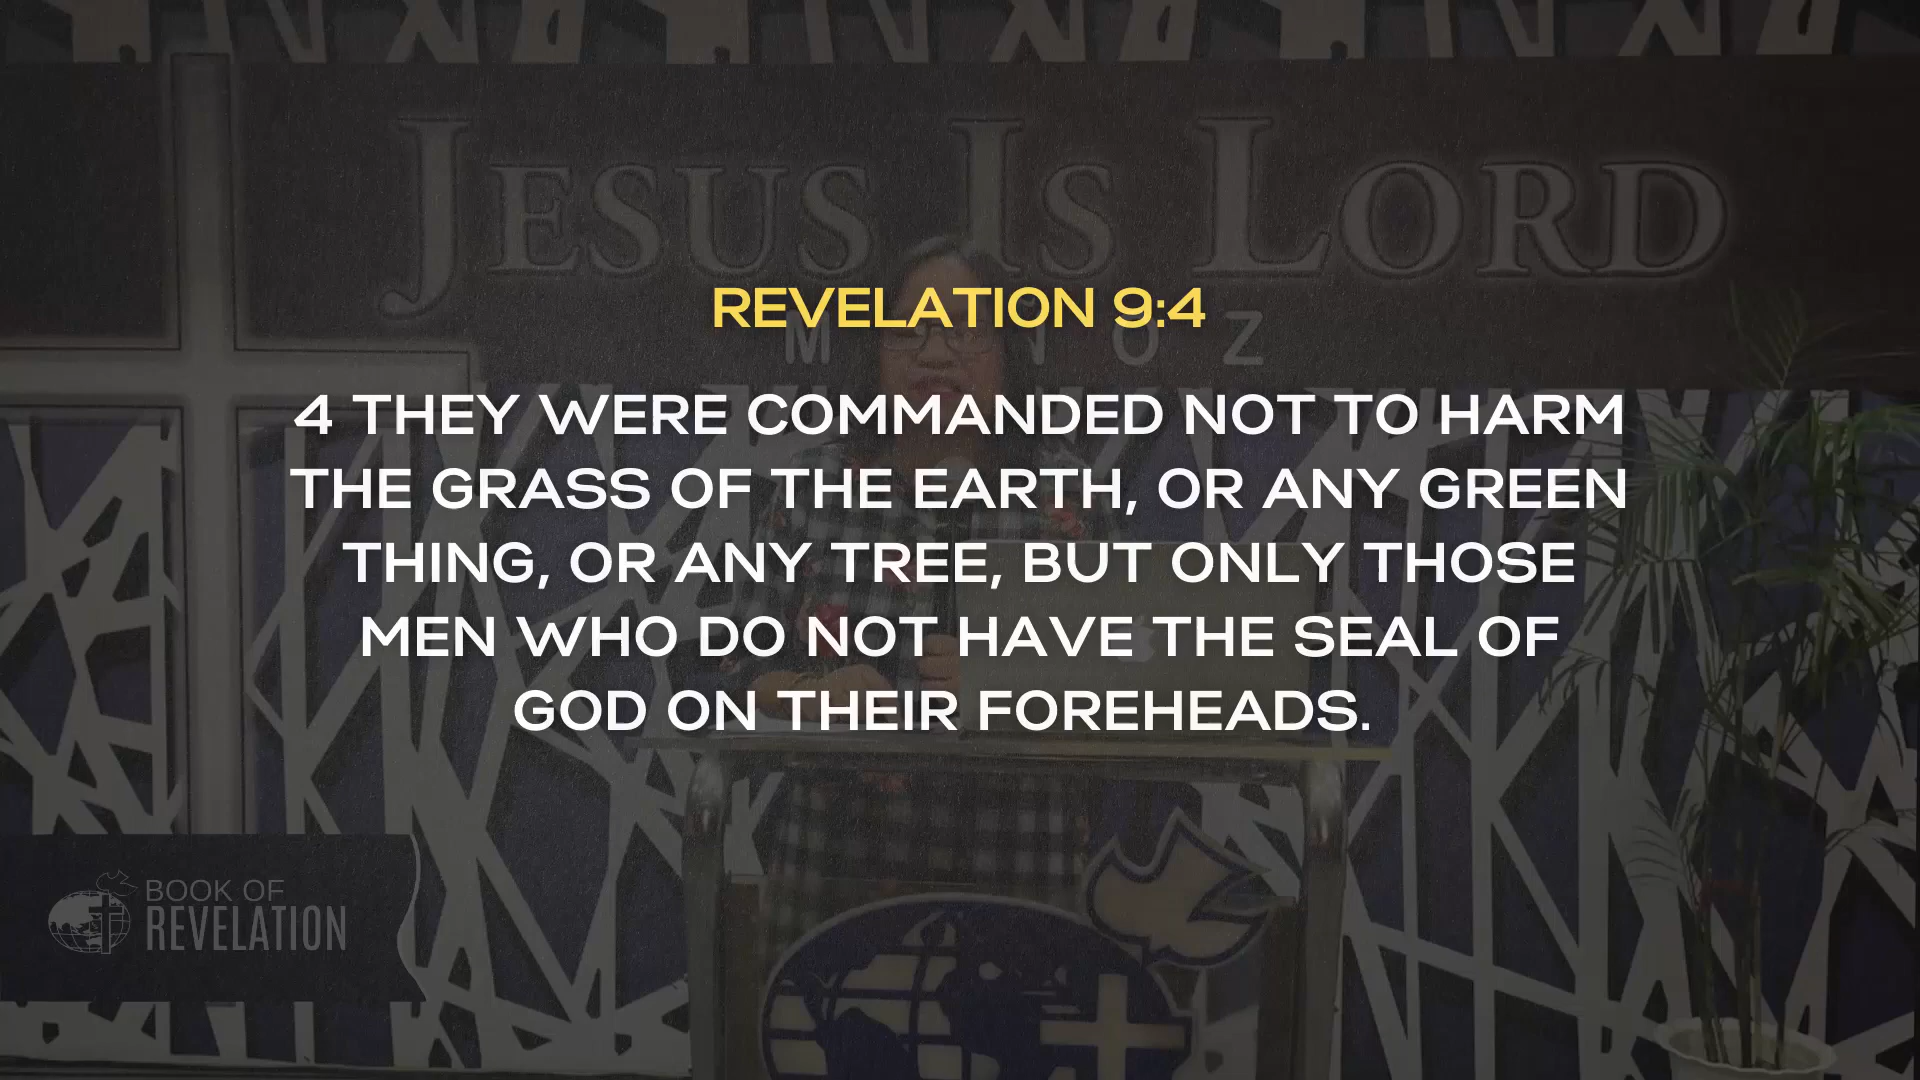 JESUS IS LORD
REVELATION 9:4
4 THEY WERE COMMANDED NOT TO HARM
THE GRASS OF THE EARTH, OR ANY GREEN
THING, OR ANY TREE, BUT ONLY THOSE
MEN WHO DO NOT HAVE THE SEAL OF
GOD ON THEIR FOREHEADS.
BOOK OF
REVELATION